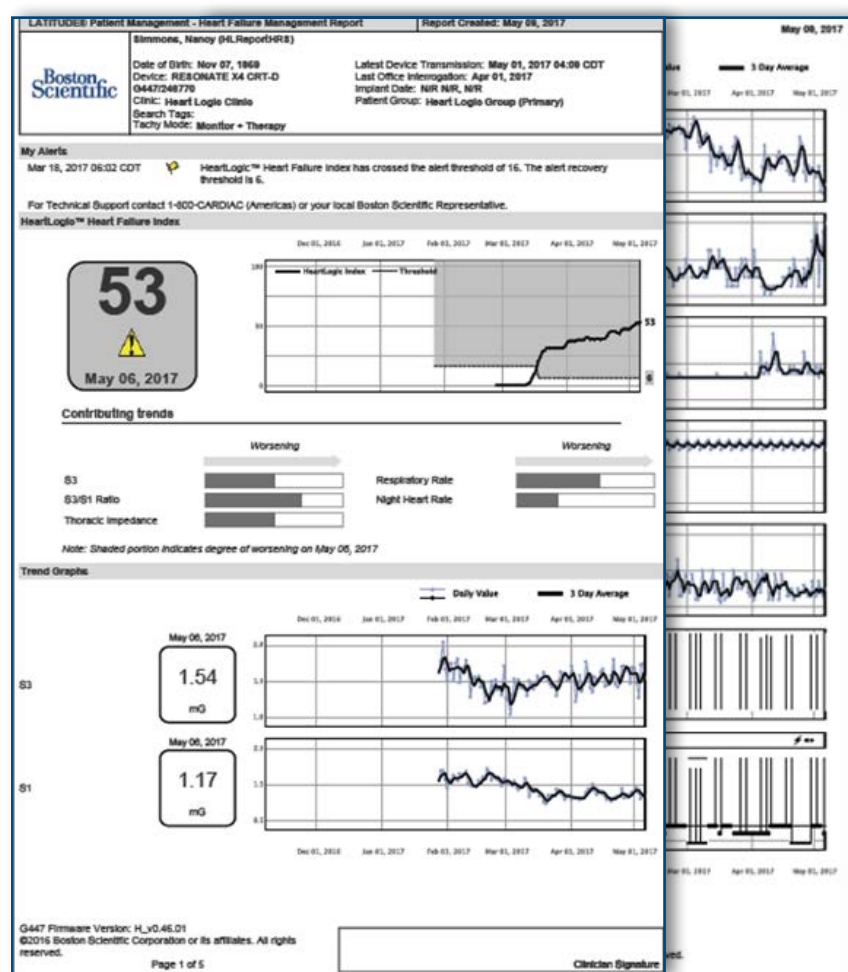 LATITUDE® Patient Management - Heart Failure Management Report
Report Created: May 09, 2017
Simmons, Nancy (HLReportHRS)
Boston
Scientific
Date of Birth: Nov 07, 1959
Latest Device Transmission: May 01, 2017 04:09 CDT
Device: RESONATE X4 CRT-D
Last Office Interrogation: Apr 01, 2017
G447/246770
Implant Date: N/R N/R, N/R
Clinic: Heart Logic Clinic
Patient Group: Heart Logic Group (Primary)
Search Tags:
Tachy Mode: Monitor + Therapy
My Alerts
Mar 18, 2017 06:02 CDT
HeartLogic™ Heart Failure Index has crossed the alert threshold of 16. The alert recovery
threshold is 6.
For Technical Support contact 1-800-CARDIAC (Americas) or your local Boston Scientific Representative.
HeartLogic™ Heart Failure Index
Dec 01, 2016 Jan 01, 2017 Feb 01, 2017 Mar 01, 2017 Apr 01, 2017 May 01, 2017
100
HeartLogic Index
Threshold
53
50
53
6
0
May 06, 2017
Contributing trends
Worsening
Worsening
S3
Respiratory Rate
S3/S1 Ratio
Night Heart Rate
Thoracic Impedance
Note: Shaded portion indicates degree of worsening on May 06, 2017
Trend Graphs
Daily Value
3 Day Average
Dec 01, 2016 Jan 01, 2017 Feb 01, 2017 Mar 01, 2017 Apr 01, 2017 May 01, 2017
May 06, 2017
S3
1.54
mG
May 06, 2017
S1
1.17
mG
2.0
1.5
0.5
Dec 01, 2016 Jan 01, 2017 Feb 01, 2017 Mar 01, 2017 Apr 01, 2017 May 01, 2017
G447 Firmware Version: H_v0.46.01
©2016 Boston Scientific Corporation or its affiliates. All rights
reserved.
Page 1 of 5
Clinician Signature
May 09, 2017
3 Day Average
Mar 01, 2017 Apr 01, 2017 May 01, 2017
Mar 01, 2017 Apr 01, 2017 May 01, 2017